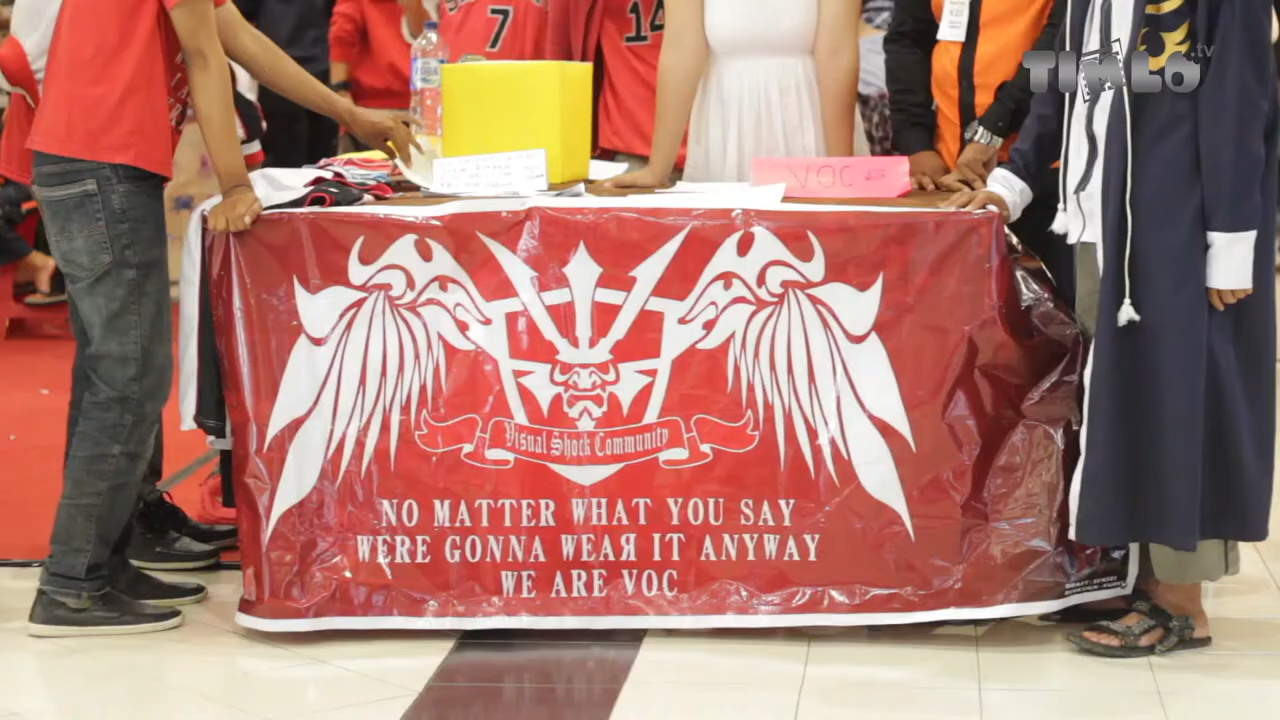 7
14
TIMLO.tv
VOC
Visual Shock Community
NO MATTER WHAT YOU SAY
WERE GONNA WEAЯ IT ANYWAY
WE ARE VOC